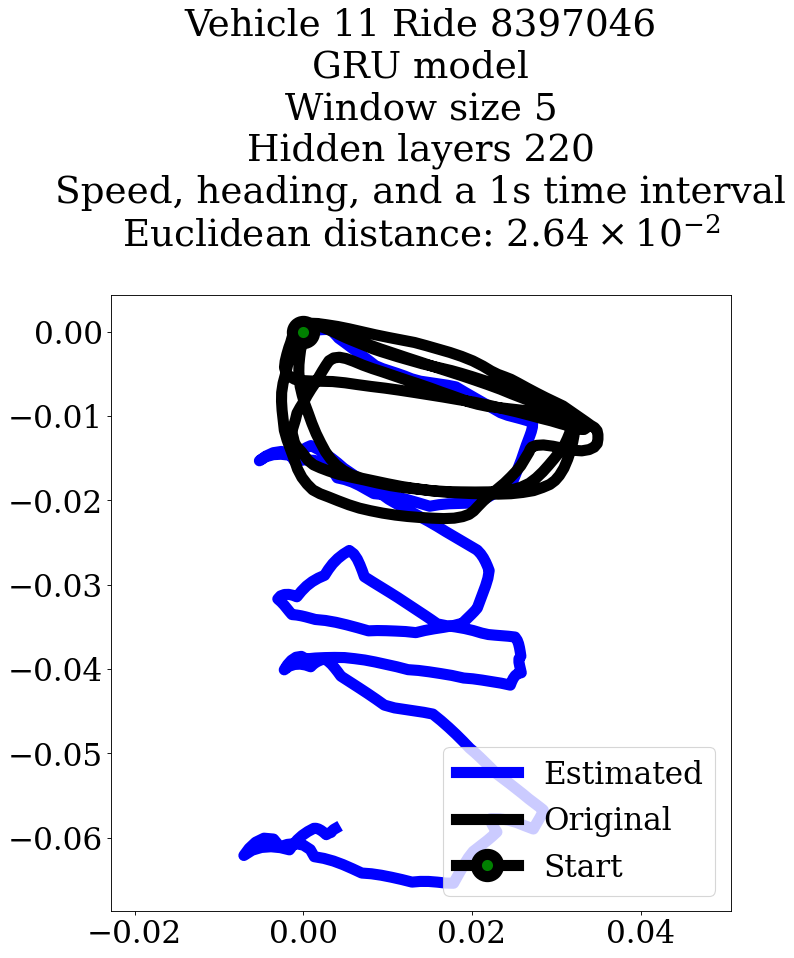 Vehicle 11 Ride 8397046
GRU model
Window size 5
Hidden layers 220
Speed, heading, and a 1s time interval
Euclidean distance: 2.64 × 10⁻²
0.00
−0.01
−0.02
−0.03
−0.04
−0.05
−0.06
Estimated
Original
Start
−0.02 0.00 0.02 0.04